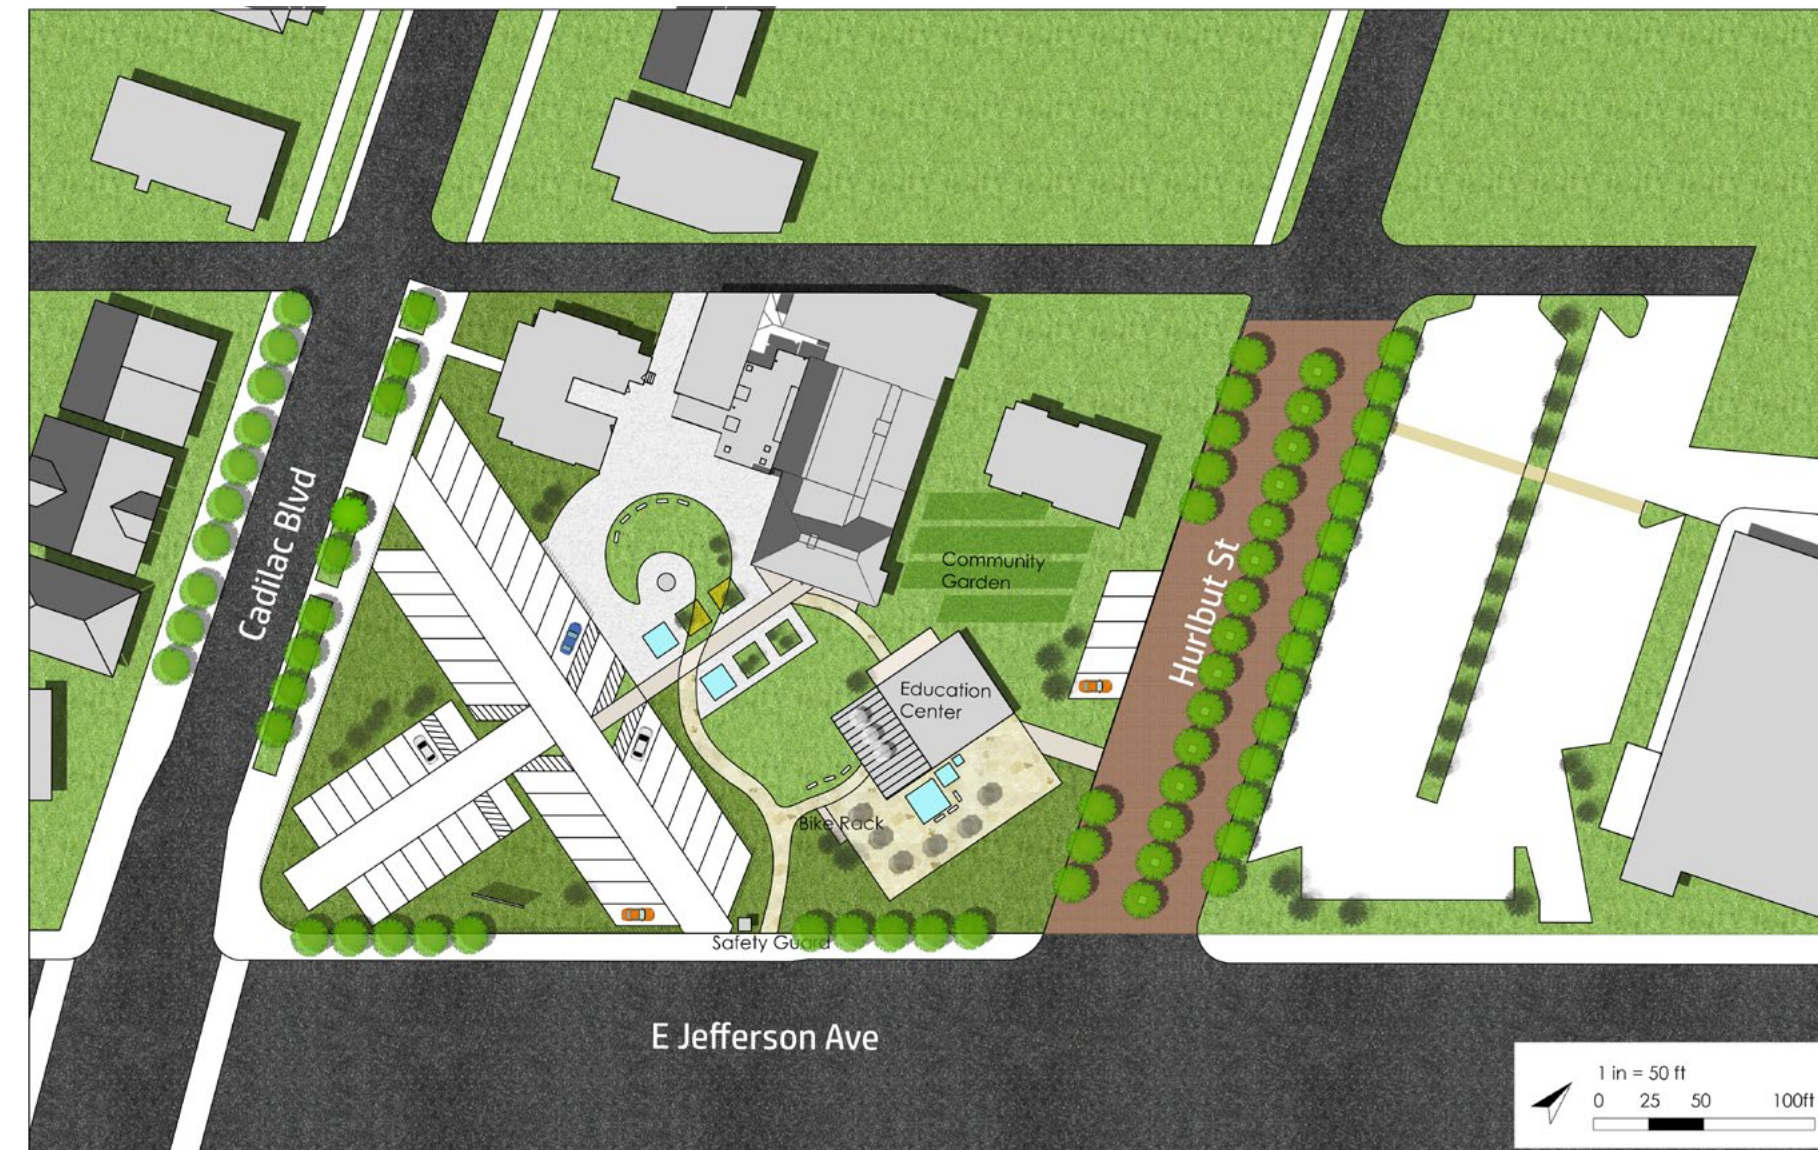 Cadilac Blvd
Community
Garden
Hurlbut St
Education
Center
Bike Rack
Safety Guard
E Jefferson Ave
1 in = 50 ft
0 25 50 100ft